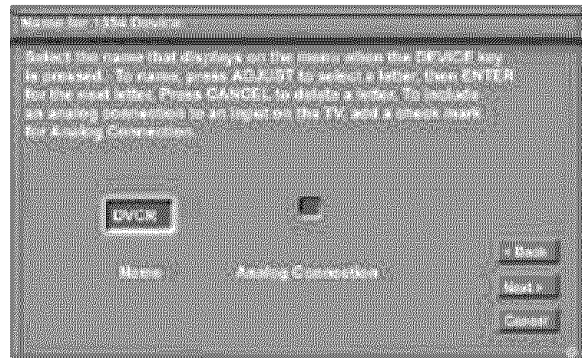 Name for 1394 Device
Select the name that displays on the menu when the DEVICE key
is pressed. To name, press ADJUST to select a letter, then ENTER
for the next letter. Press CANCEL to delete a letter. To include
an analog connection to an input on the TV, add a check mark
for Analog Connection.
DVCR
Name Analog Connection
< Back
Next >
Cancel